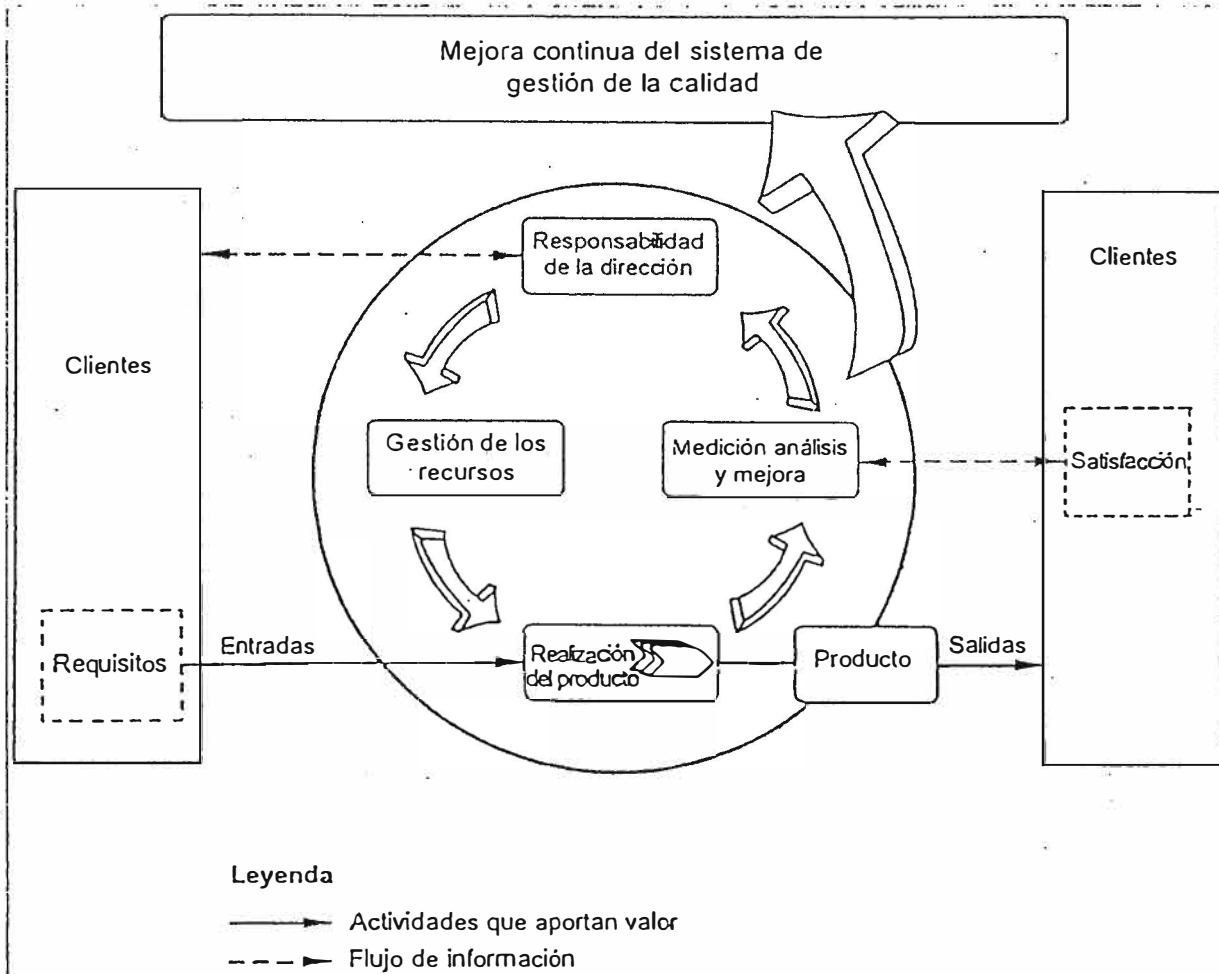 Mejora continua del sistema de
gestión de la calidad
Responsabilidad
de la dirección
Clientes
Clientes
Gestión de los
recursos
Medición análisis
y mejora
Satisfacción
Requisitos
Entradas
Realización
del producto
Producto
Salidas
Leyenda
Actividades que aportan valor
Flujo de información